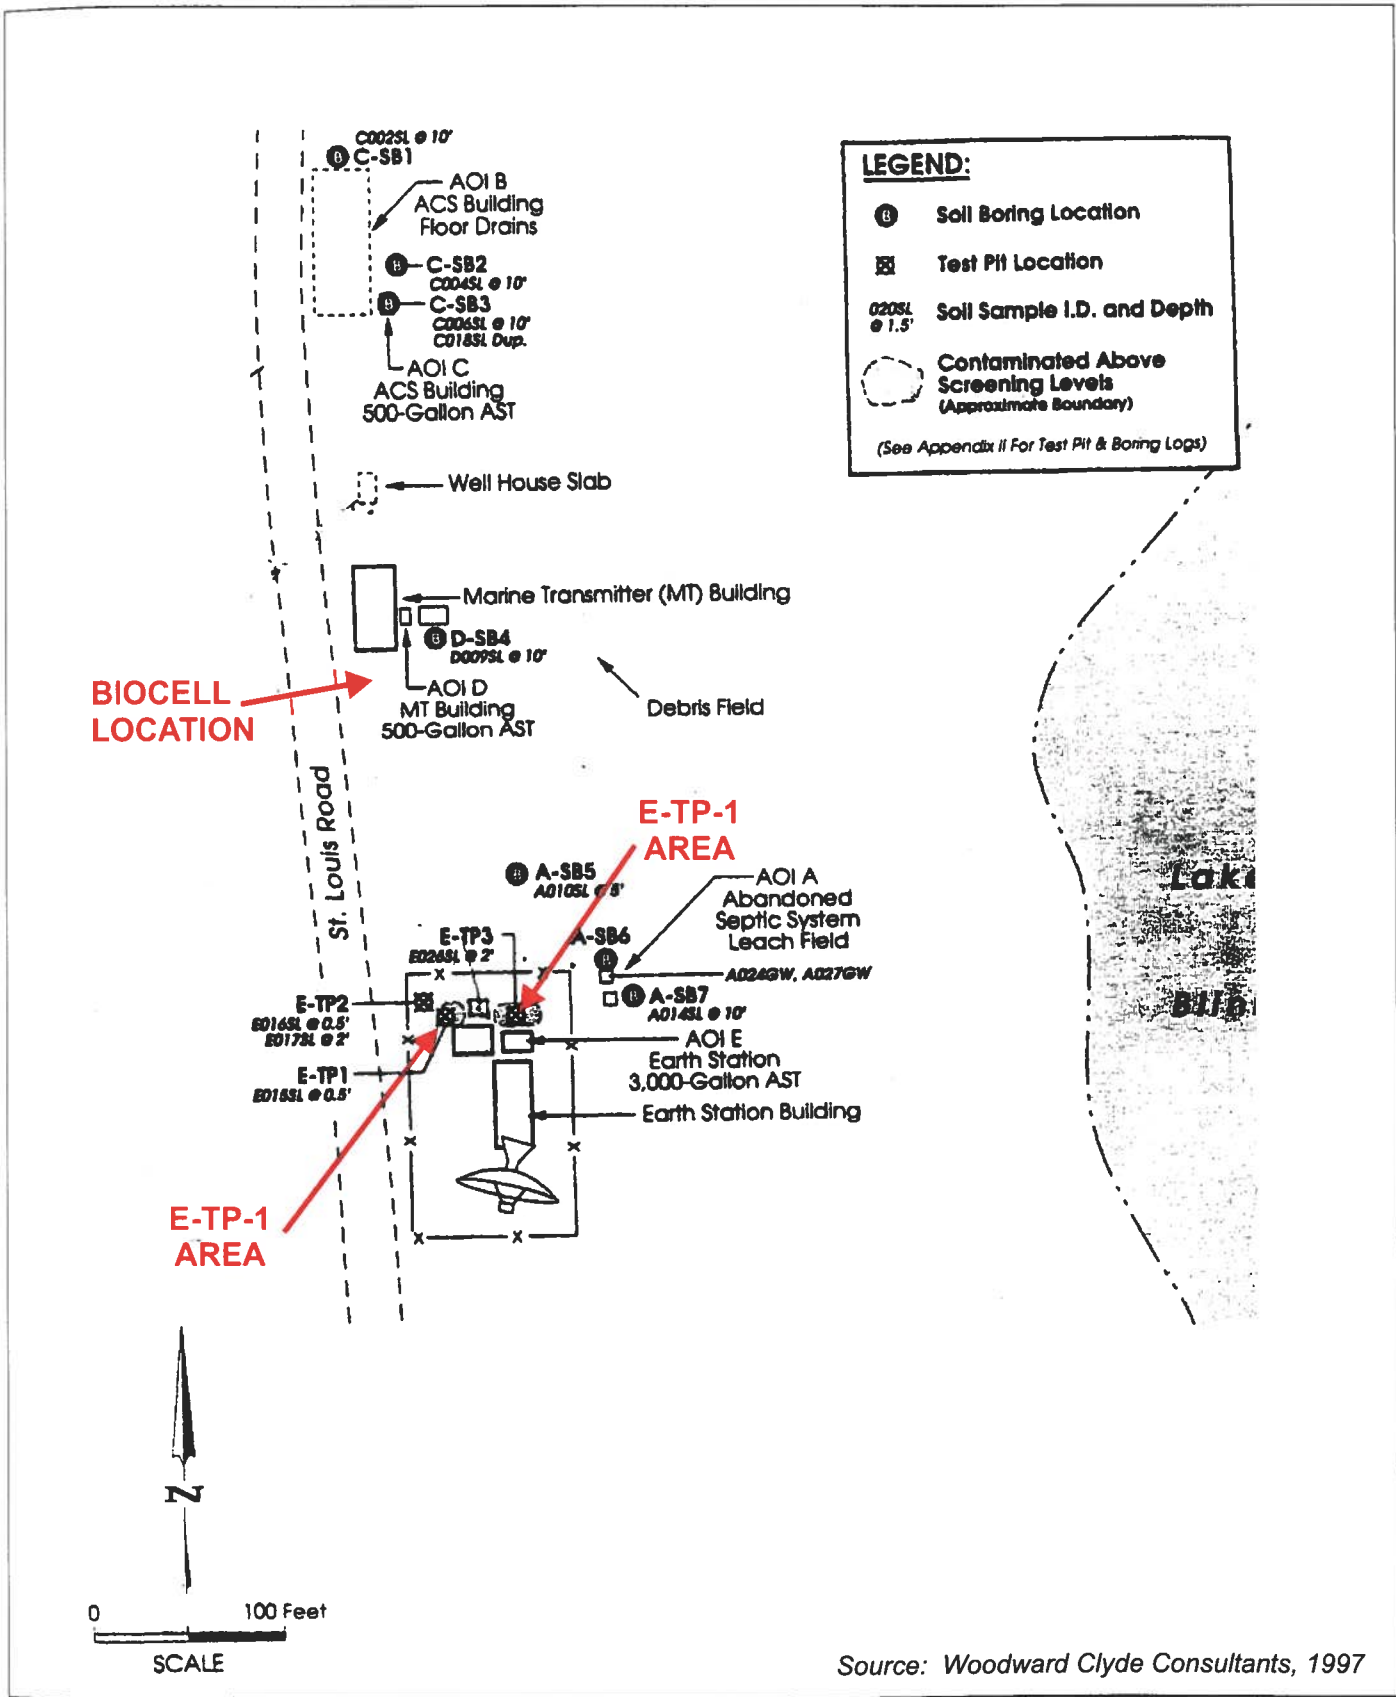 C002SL @ 10'
C-SB1
AOI B
ACS Building
Floor Drains
C-SB2
C004SL @ 10'
C-SB3
C006SL @ 10'
C018SL Dup.
AOI C
ACS Building
500-Gallon AST
Well House Slab
Marine Transmitter (MT) Building
D-SB4
D009SL @ 10'
AOI D
MT Building
500-Gallon AST
Debris Field
BIOCELL
LOCATION
St. Louis Road
E-TP-1
AREA
A-SB5
A010SL @ 5'
AOI A
Abandoned
Septic System
Leach Field
E-TP3
E026SL @ 2'
A-SB6
A024GW, A027GW
A-SB7
A014SL @ 10'
E-TP2
E016SL @ 0.5'
E017SL @ 2'
E-TP1
E015SL @ 0.5'
AOI E
Earth Station
3,000-Gallon AST
Earth Station Building
E-TP-1
AREA
LEGEND:
Soil Boring Location
Test Pit Location
020SL
@ 1.5'
Soil Sample I.D. and Depth
Contaminated Above
Screening Levels
(Approximate Boundary)
(See Appendix II For Test Pit & Boring Logs)
Lake
N
0 100 Feet
SCALE
Source: Woodward Clyde Consultants, 1997